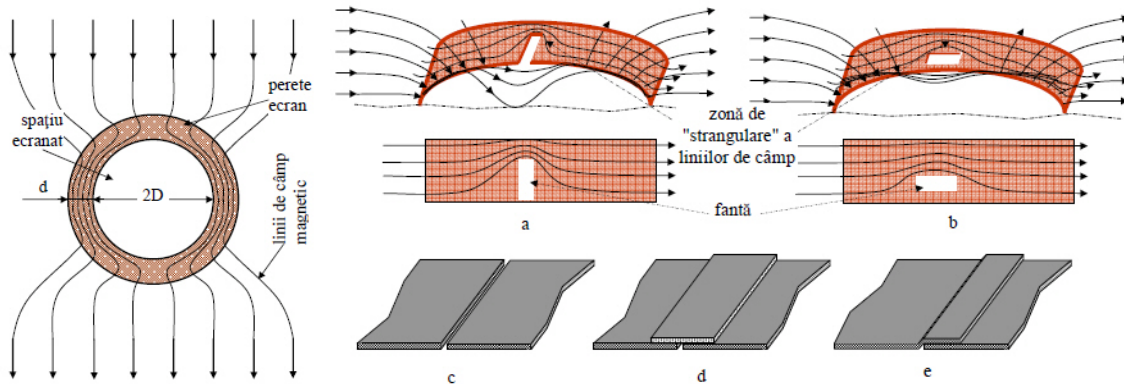 perete
ecran
spațiu
ecranat
d
2D
linii de câmp
magnetic
zonă de
"strangulare" a
liniilor de câmp
fantă
a
b
c
d
e